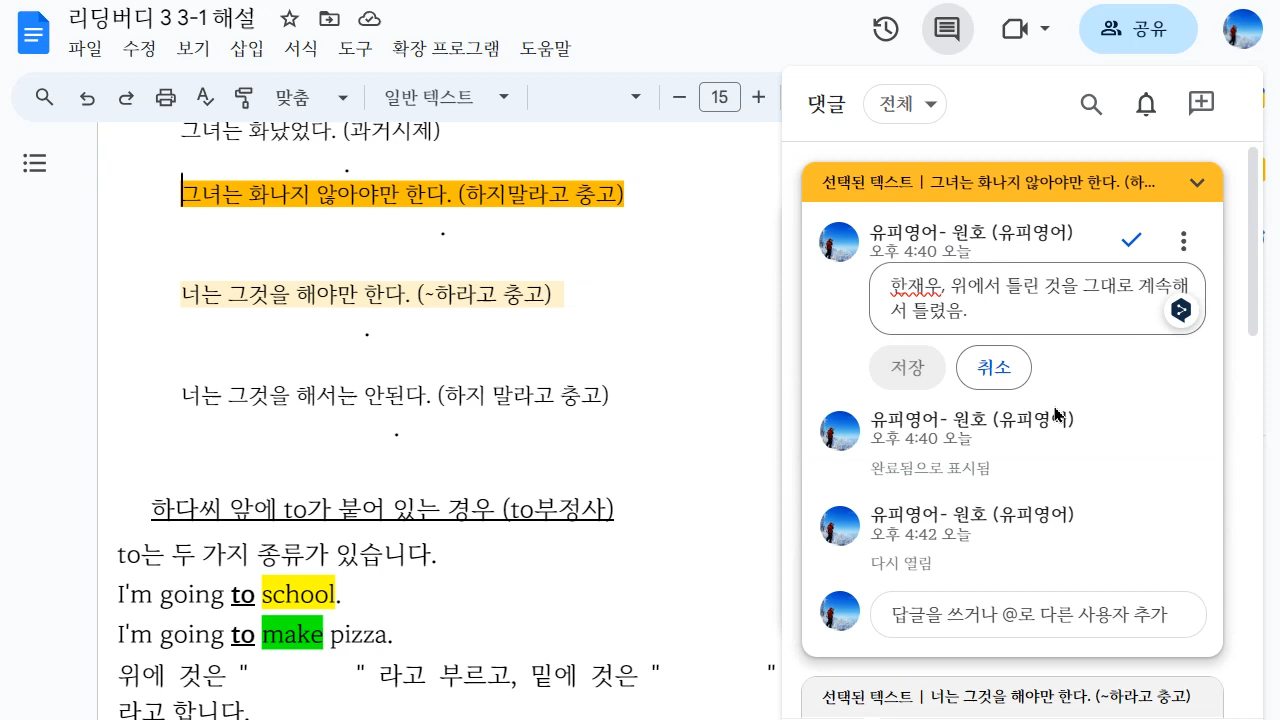 리딩버디 3 3-1 해설
파일 수정 보기 삽입 서식 도구 확장 프로그램 도움말
공유
맞춤 일반 텍스트 15
그녀는 화났었다. (과거시제)
.
그녀는 화나지 않아야만 한다. (하지말라고 충고)
.
너는 그것을 해야만 한다. (~하라고 충고)
.
너는 그것을 해서는 안된다. (하지 말라고 충고)
.
하다씨 앞에 to가 붙어 있는 경우 (to부정사)
to는 두 가지 종류가 있습니다.
I'm going to school.
I'm going to make pizza.
위에 것은 " " 라고 부르고, 밑에 것은 " "
라고 합니다.
댓글 전체
선택된 텍스트 | 그녀는 화나지 않아야만 한다. (하...
유피영어- 원호 (유피영어)
오후 4:40 오늘
한재우, 위에서 틀린 것을 그대로 계속해
서 틀렸음.
저장 취소
유피영어- 원호 (유피영어)
오후 4:40 오늘
완료됨으로 표시됨
유피영어- 원호 (유피영어)
오후 4:42 오늘
다시 열림
답글을 쓰거나 @로 다른 사용자 추가
선택된 텍스트 | 너는 그것을 해야만 한다. (~하라고 충고)